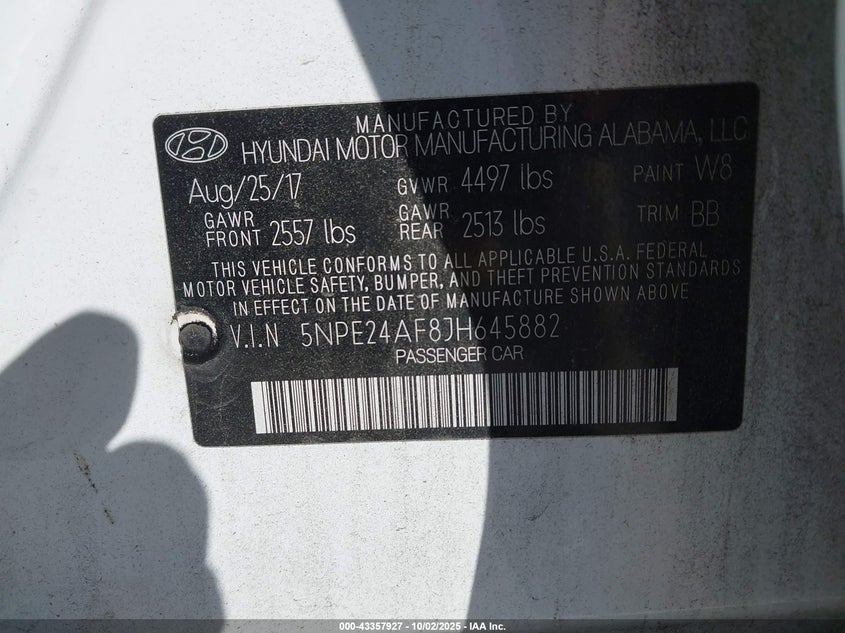 MANUFACTURED BY
HYUNDAI MOTOR MANUFACTURING ALABAMA, LLC
Aug/25/17 GVWR 4497 lbs PAINT W8
GAWR FRONT 2557 lbs GAWR REAR 2513 lbs TRIM BB
THIS VEHICLE CONFORMS TO ALL APPLICABLE U.S.A. FEDERAL
MOTOR VEHICLE SAFETY, BUMPER, AND THEFT PREVENTION STANDARDS
IN EFFECT ON THE DATE OF MANUFACTURE SHOWN ABOVE
V.I.N 5NPE24AF8JH645882
PASSENGER CAR
000-43357927 - 10/02/2025 - IAA Inc.